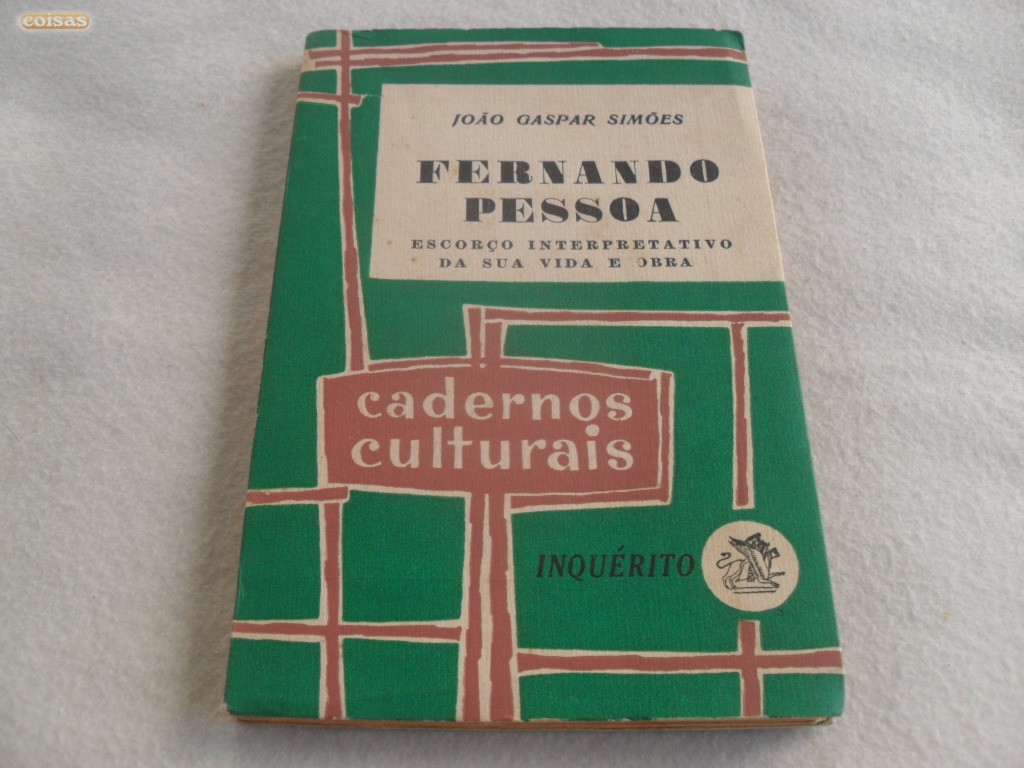 coisas
JOÃO GASPAR SIMÕES
FERNANDO
PESSOA
ESCORÇO INTERPRETATIVO
DA SUA VIDA E OBRA
cadernos
culturais
INQUÉRITO